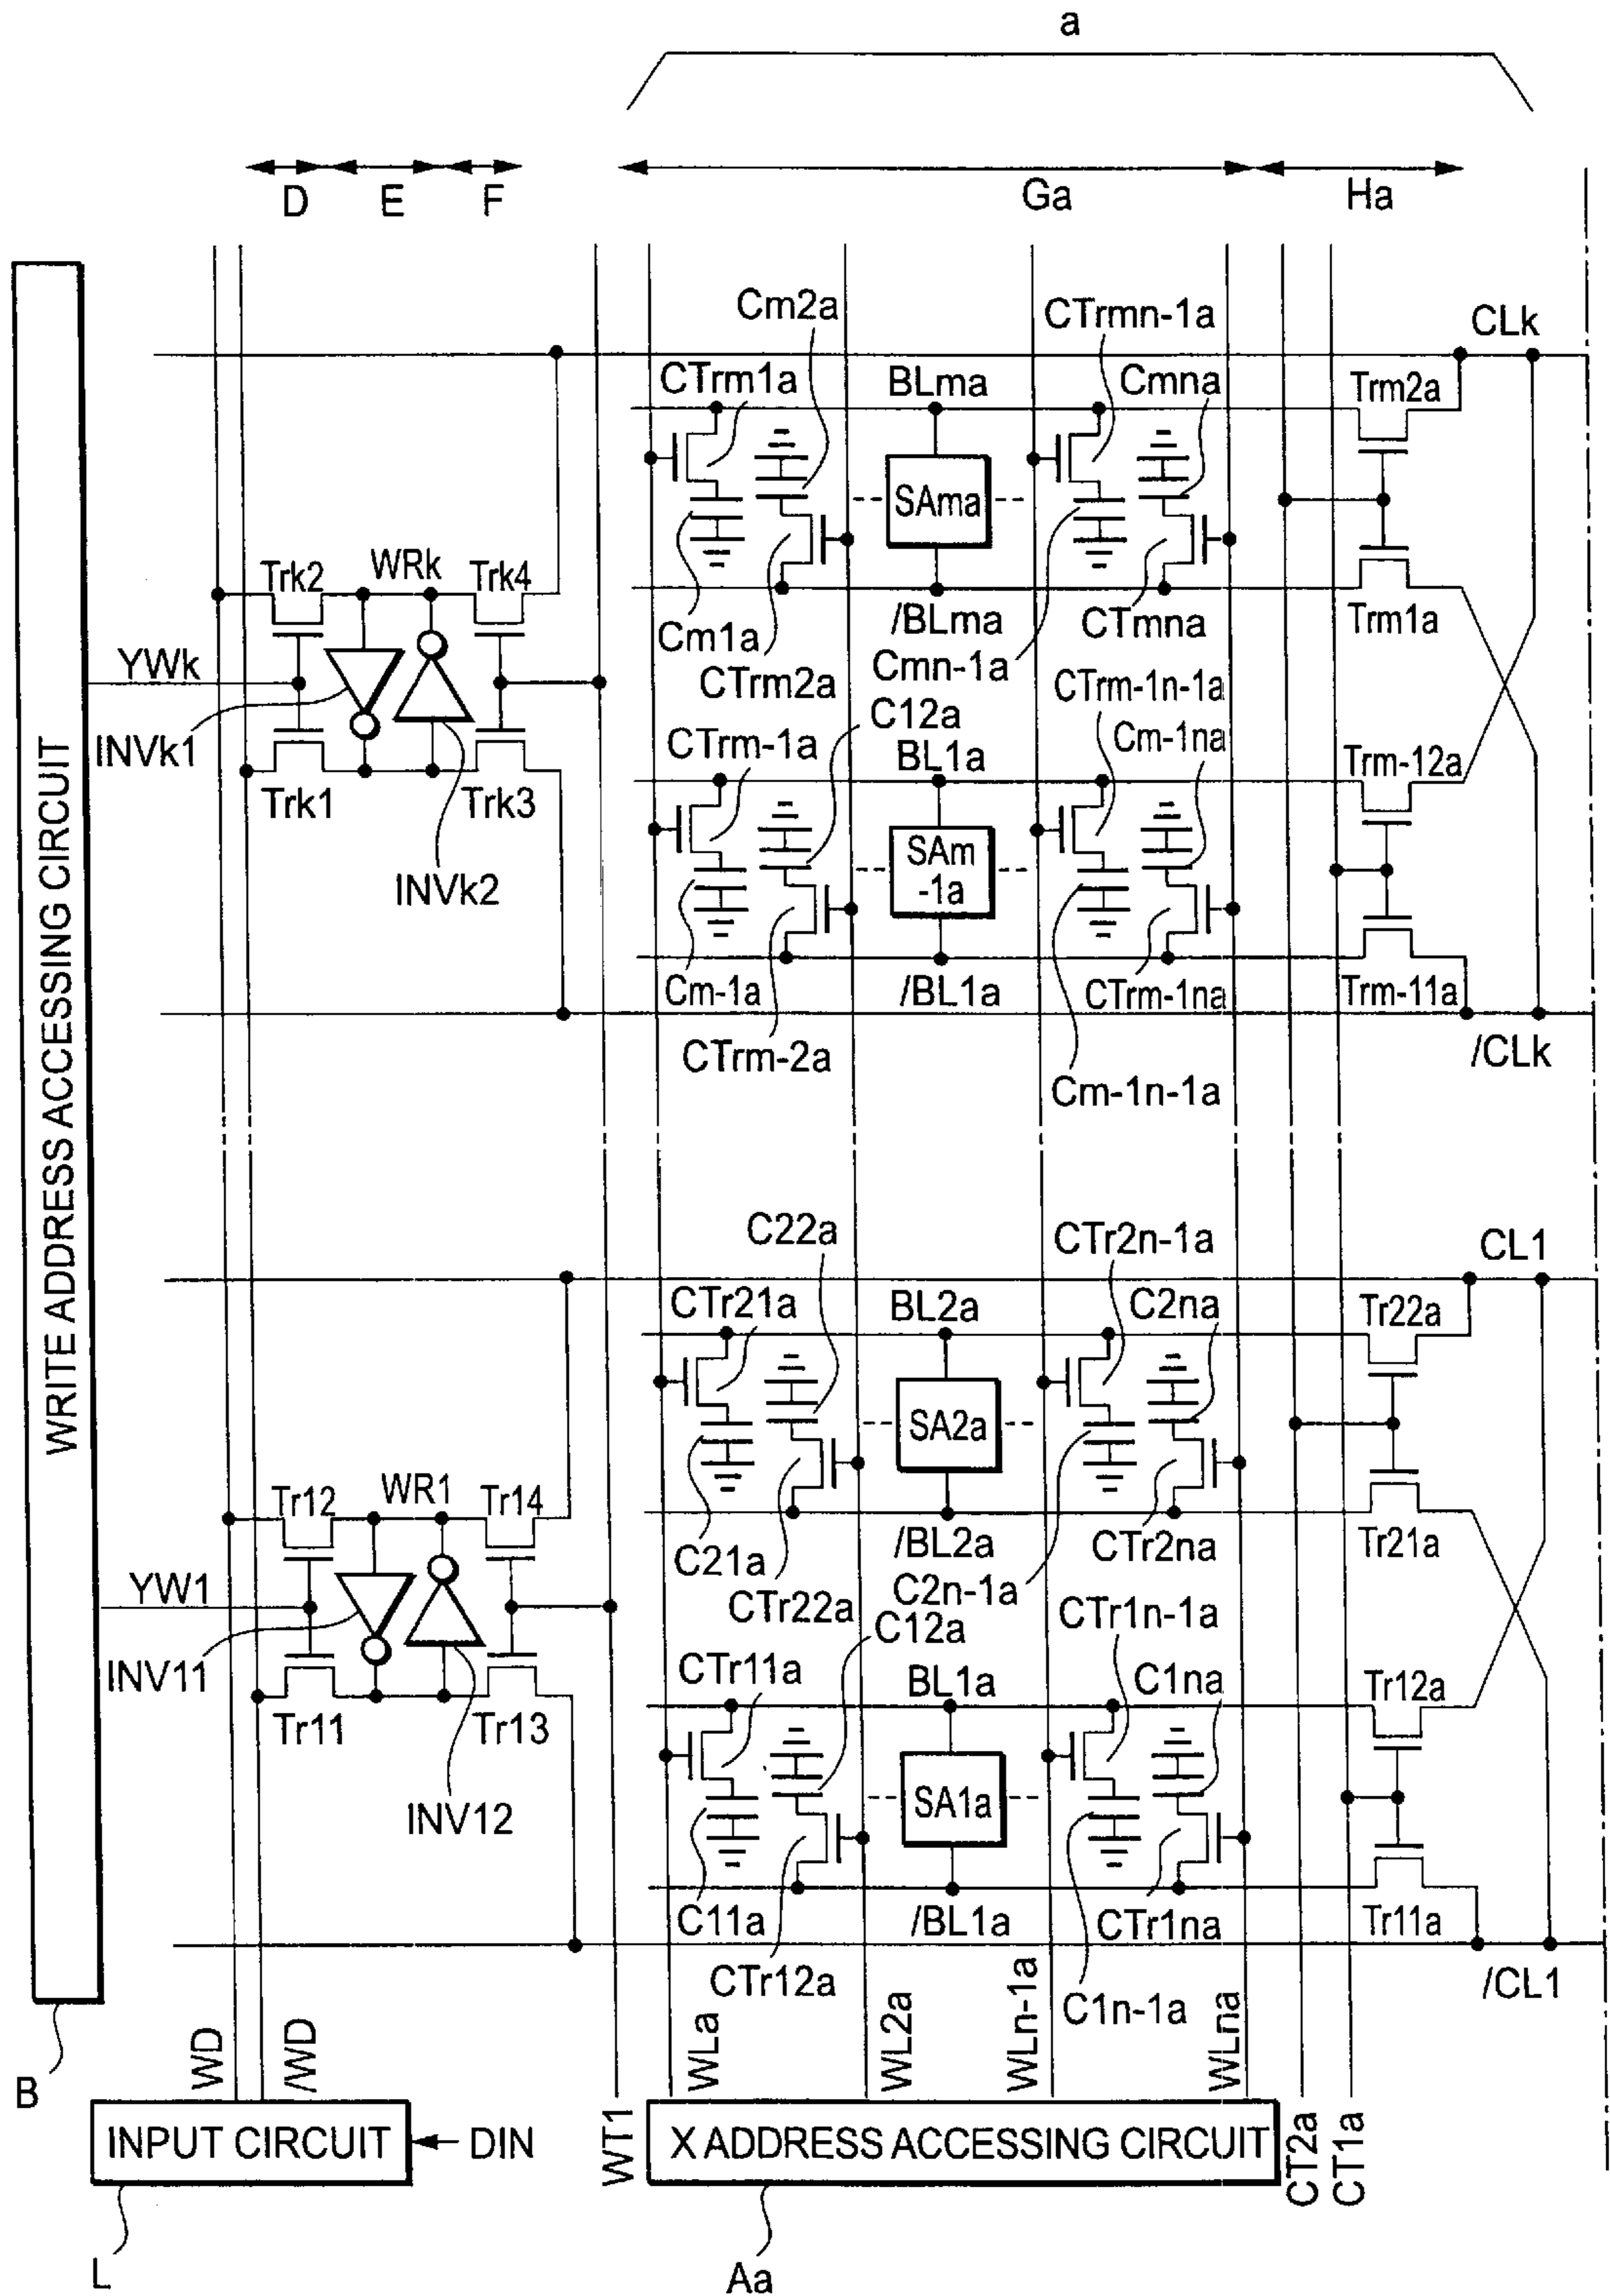 a
D
E
F
Ga
Ha
Cm2a
CTrmn-1a
CLk
CTrm1a
BLma
Cmna
Trm2a
SAma
Trk2
WRk
Trk4
/BLma
CTmna
Trm1a
Cm1a
Cmn-1a
YWk
CTrm2a
CTrm-1n-1a
C12a
INVk1
CTrm-1a
BL1a
Cm-1na
Trm-12a
Trk1
Trk3
SAm
-1a
INVk2
Cm-1a
/BL1a
CTrm-1na
Trm-11a
CTrm-2a
/CLk
Cm-1n-1a
WRITE ADDRESS ACCESSING CIRCUIT
C22a
CTr2n-1a
CL1
CTr21a
BL2a
C2na
Tr22a
SA2a
Tr12
WR1
Tr14
/BL2a
CTr2na
Tr21a
C21a
C2n-1a
YW1
CTr22a
CTr1n-1a
C12a
INV11
CTr11a
BL1a
C1na
Tr12a
Tr11
Tr13
SA1a
INV12
C11a
/BL1a
CTr1na
Tr11a
CTr12a
/CL1
C1n-1a
WD
/WD
WLa
WL2a
WLn-1a
WLna
B
WT1
CT2a
CT1a
INPUT CIRCUIT
DIN
X ADDRESS ACCESSING CIRCUIT
L
Aa